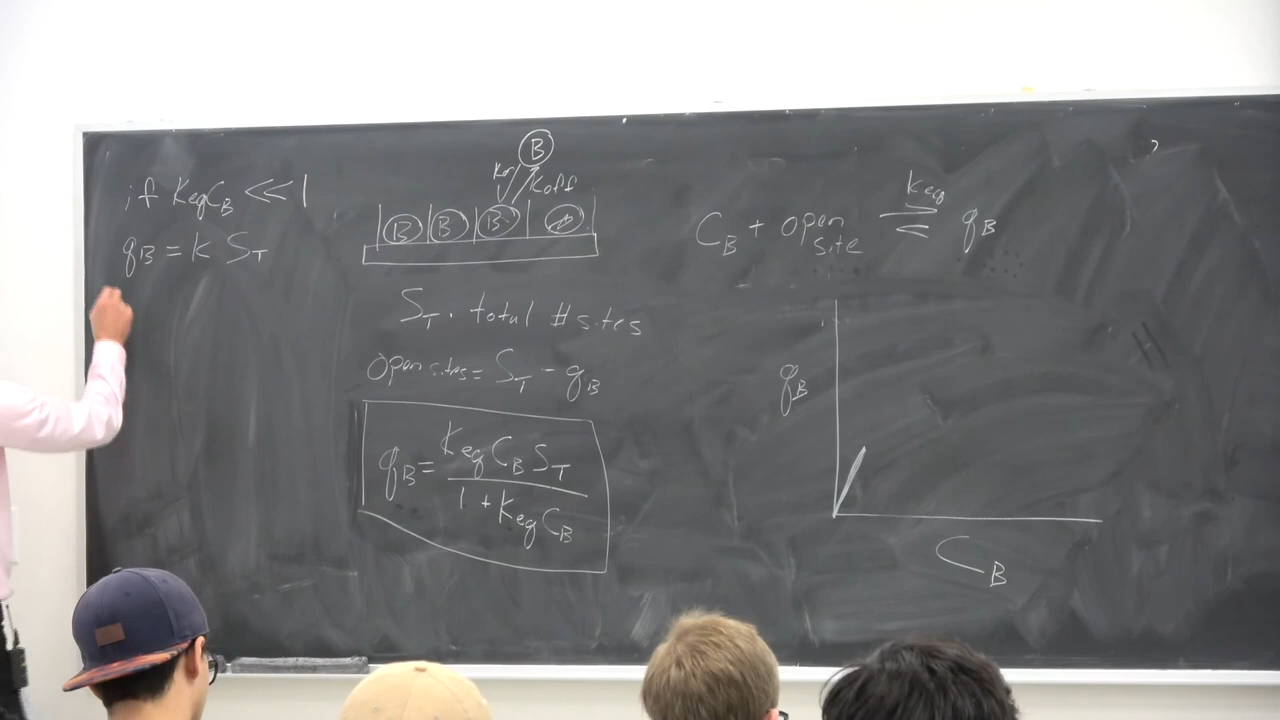 if KeqCB << 1
qB = K ST
B
Kon Koff
B B B B
ST. total # sites
open sites = ST - qB
qB = Keq CB ST / 1 + Keq CB
CB + open site ⇌ qB
Keq
qB
CB